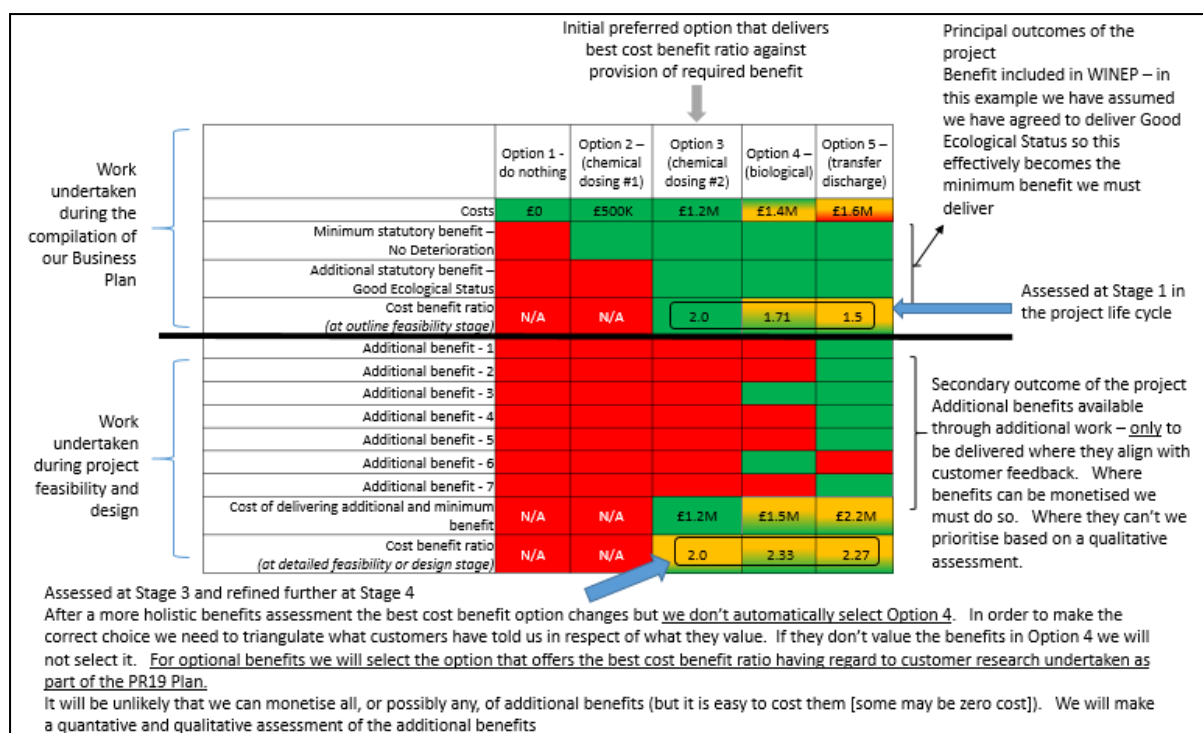 Initial preferred option that delivers
best cost benefit ratio against
provision of required benefit
Principal outcomes of the
project
Benefit included in WINEP – in
this example we have assumed
we have agreed to deliver Good
Ecological Status so this
effectively becomes the
minimum benefit we must
deliver
Work
undertaken
during the
compilation of
our Business
Plan
Option 1 -
do nothing
Option 2 –
(chemical
dosing #1)
Option 3
(chemical
dosing #2)
Option 4 –
(biological)
Option 5 –
(transfer
discharge)
Costs £0 £500K £1.2M £1.4M £1.6M
Minimum statutory benefit –
No Deterioration
Additional statutory benefit –
Good Ecological Status
Cost benefit ratio
(at outline feasibility stage)
N/A N/A 2.0 1.71 1.5
Assessed at Stage 1 in
the project life cycle
Work
undertaken
during project
feasibility and
design
Additional benefit - 1
Additional benefit - 2
Additional benefit - 3
Additional benefit - 4
Additional benefit - 5
Additional benefit - 6
Additional benefit - 7
Cost of delivering additional and minimum
benefit
N/A N/A £1.2M £1.5M £2.2M
Cost benefit ratio
(at detailed feasibility or design stage)
N/A N/A 2.0 2.33 2.27
Secondary outcome of the project
Additional benefits available
through additional work – only to
be delivered where they align with
customer feedback. Where
benefits can be monetised we
must do so. Where they can't we
prioritise based on a qualitative
assessment.
Assessed at Stage 3 and refined further at Stage 4
After a more holistic benefits assessment the best cost benefit option changes but we don't automatically select Option 4. In order to make the
correct choice we need to triangulate what customers have told us in respect of what they value. If they don't value the benefits in Option 4 we will
not select it. For optional benefits we will select the option that offers the best cost benefit ratio having regard to customer research undertaken as
part of the PR19 Plan.
It will be unlikely that we can monetise all, or possibly any, of additional benefits (but it is easy to cost them [some may be zero cost]). We will make
a quantative and qualitative assessment of the additional benefits